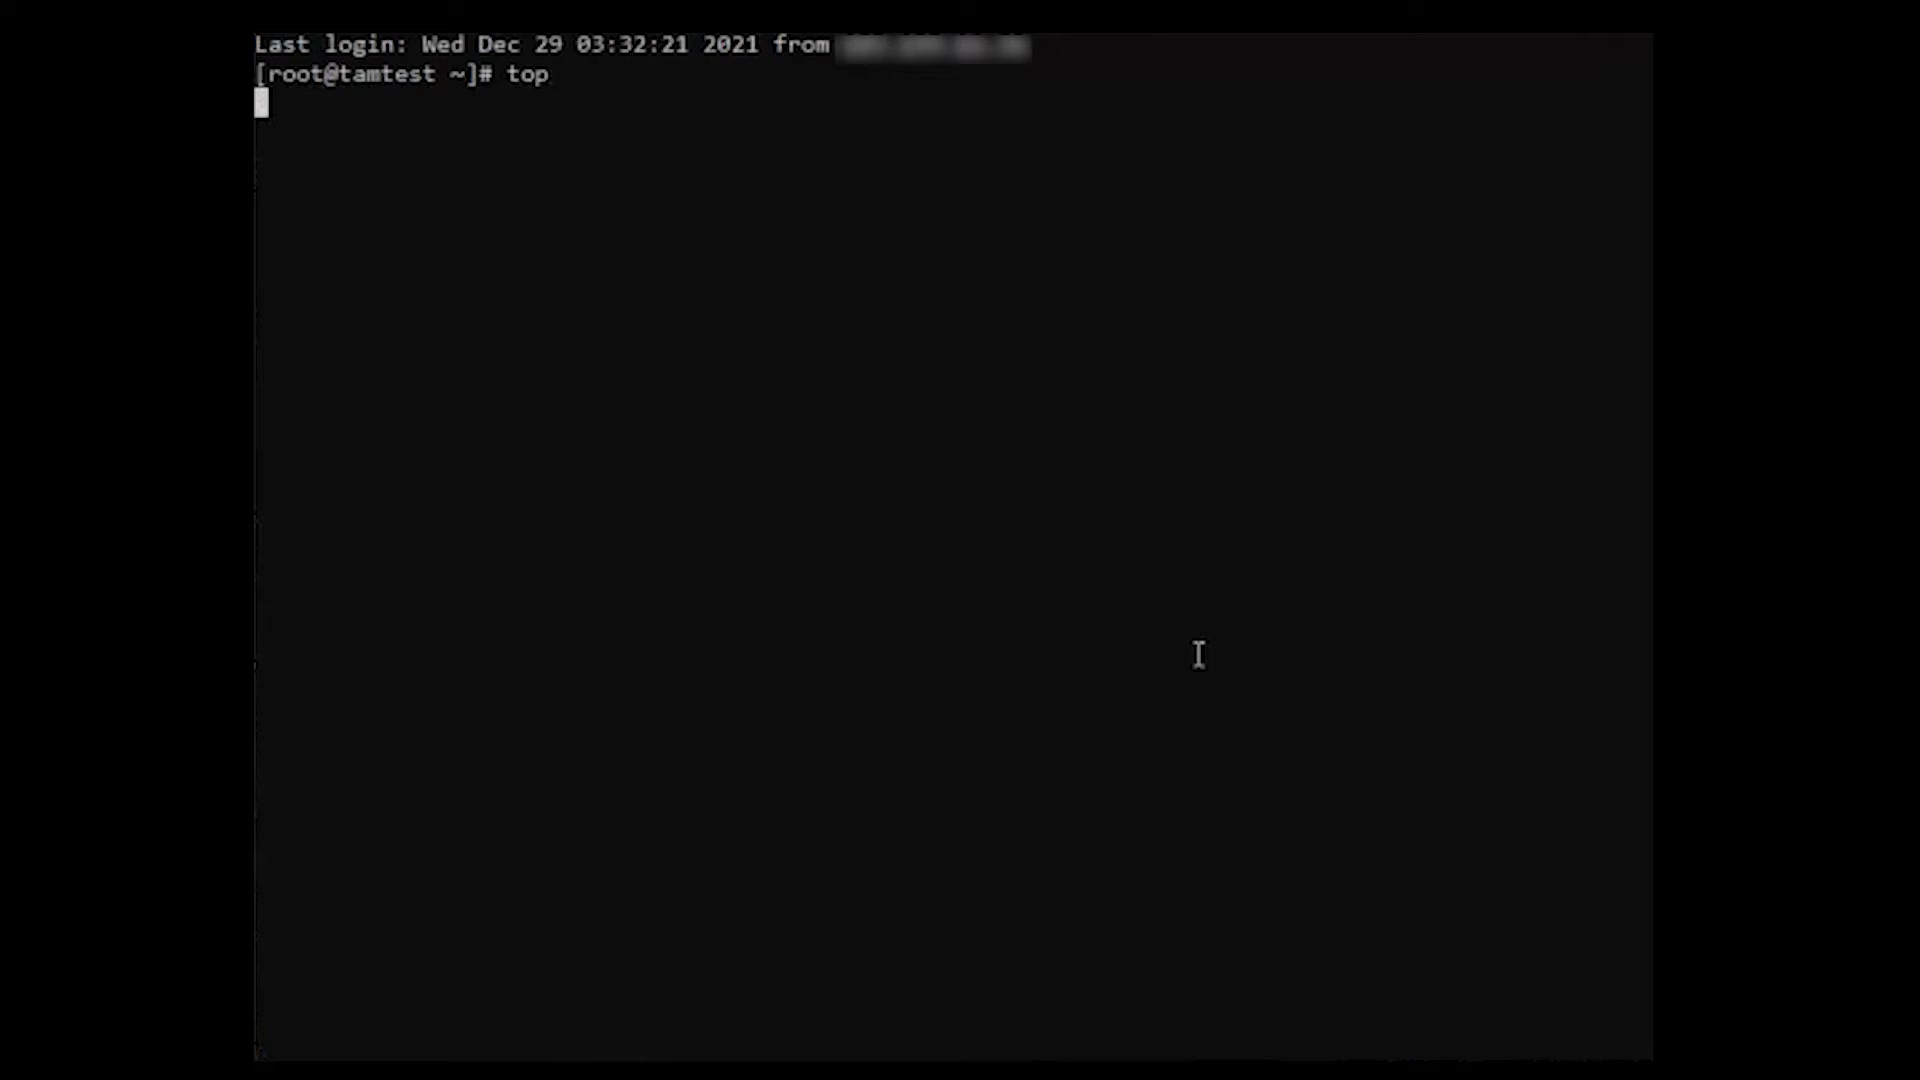 Last login: Wed Dec 29 03:32:21 2021 from
[root@tamtest ~]# top